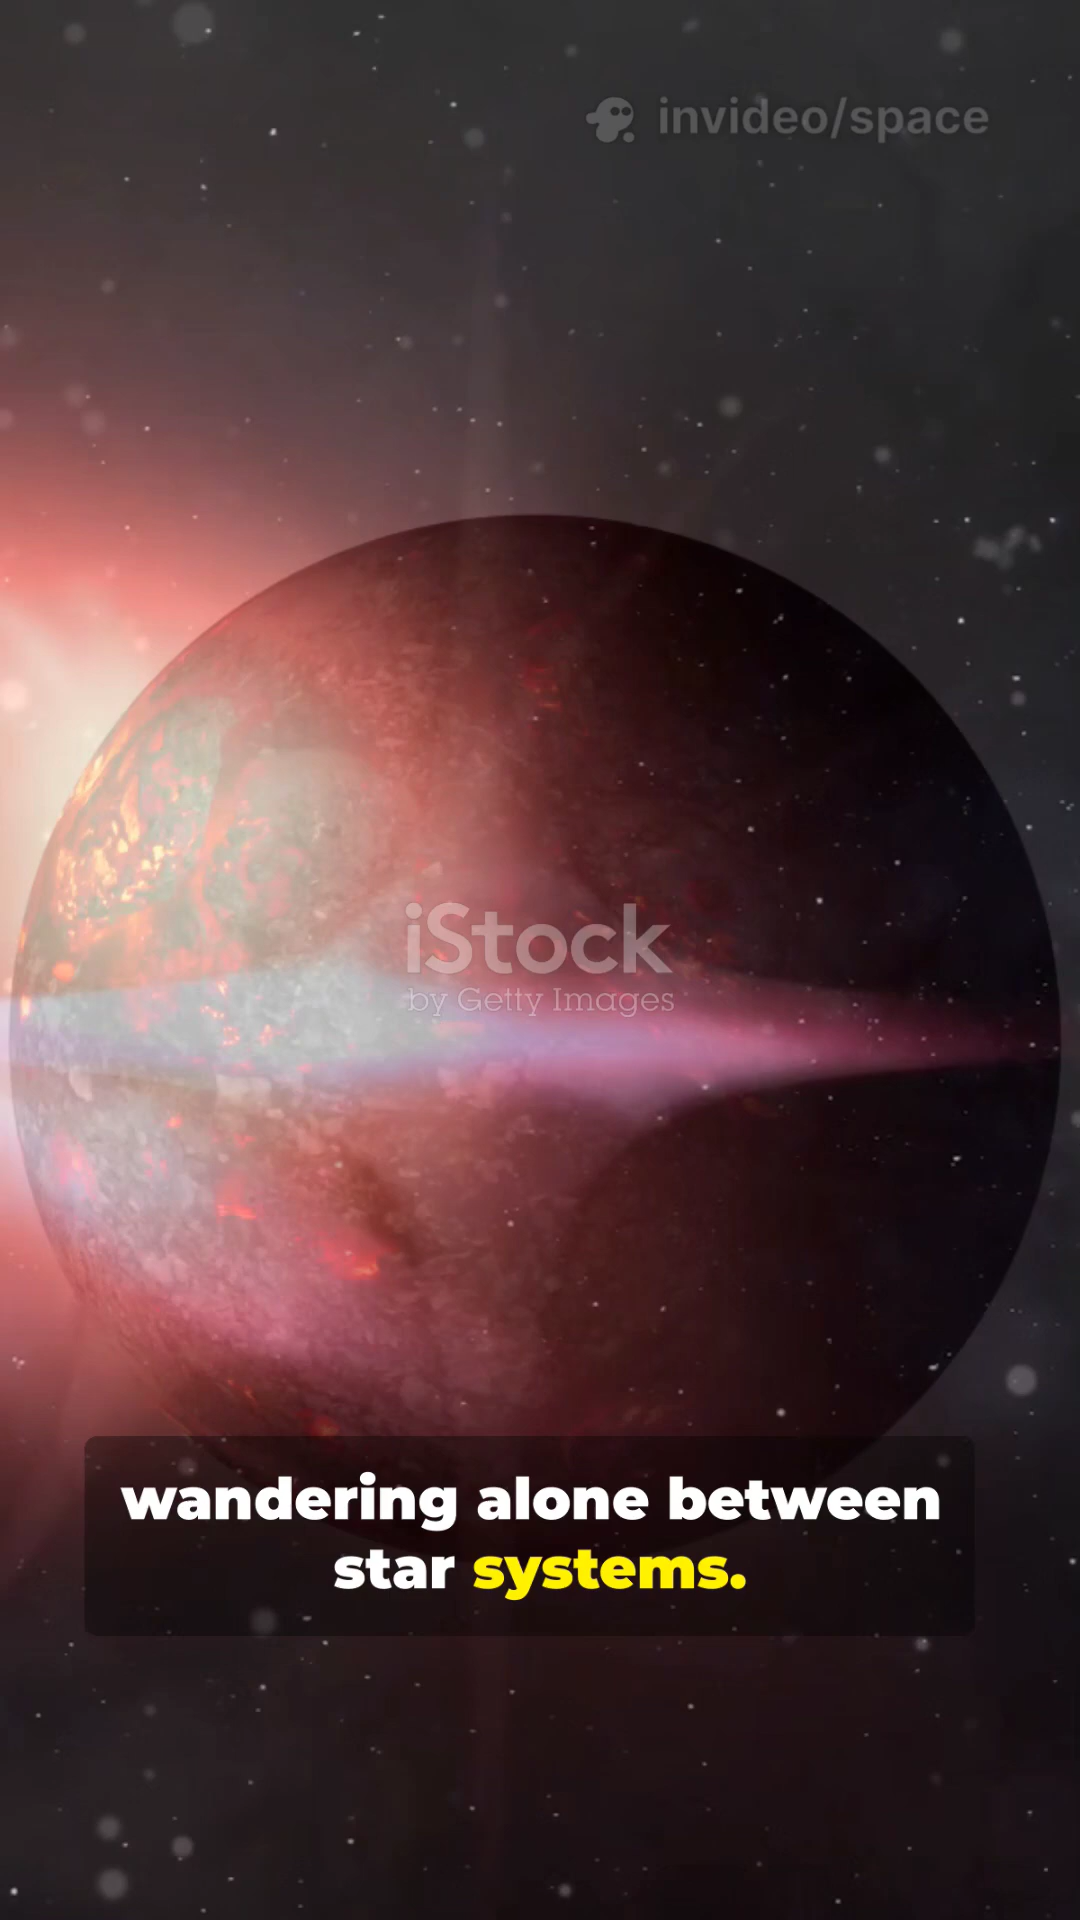 invideo/space
iStock
by Getty Images
wandering alone between
star systems.